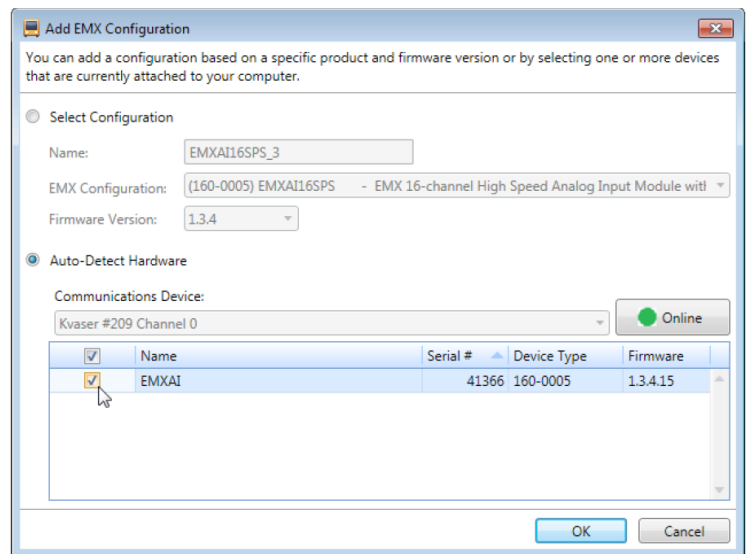 Add EMX Configuration
You can add a configuration based on a specific product and firmware version or by selecting one or more devices
that are currently attached to your computer.
Select Configuration
Name:
EMXAI16SPS_3
EMX Configuration:
(160-0005) EMXAI16SPS - EMX 16-channel High Speed Analog Input Module with
Firmware Version:
1.3.4
Auto-Detect Hardware
Communications Device:
Kvaser #209 Channel 0
Online
Name Serial # Device Type Firmware
EMXAI 41366 160-0005 1.3.4.15
OK Cancel